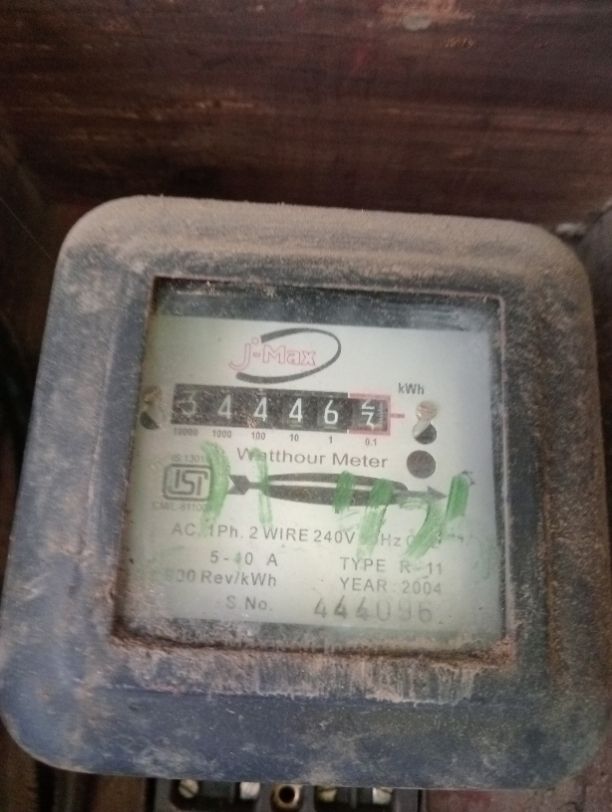 J-Max
kWh
3 4 4 4 6
10000 1000 100 10 1 0.1
Watthour Meter
ISI
AC. 1Ph. 2 WIRE 240V
5-10 A TYPE R-11
Rev/kWh YEAR: 2004
S.No. 444096